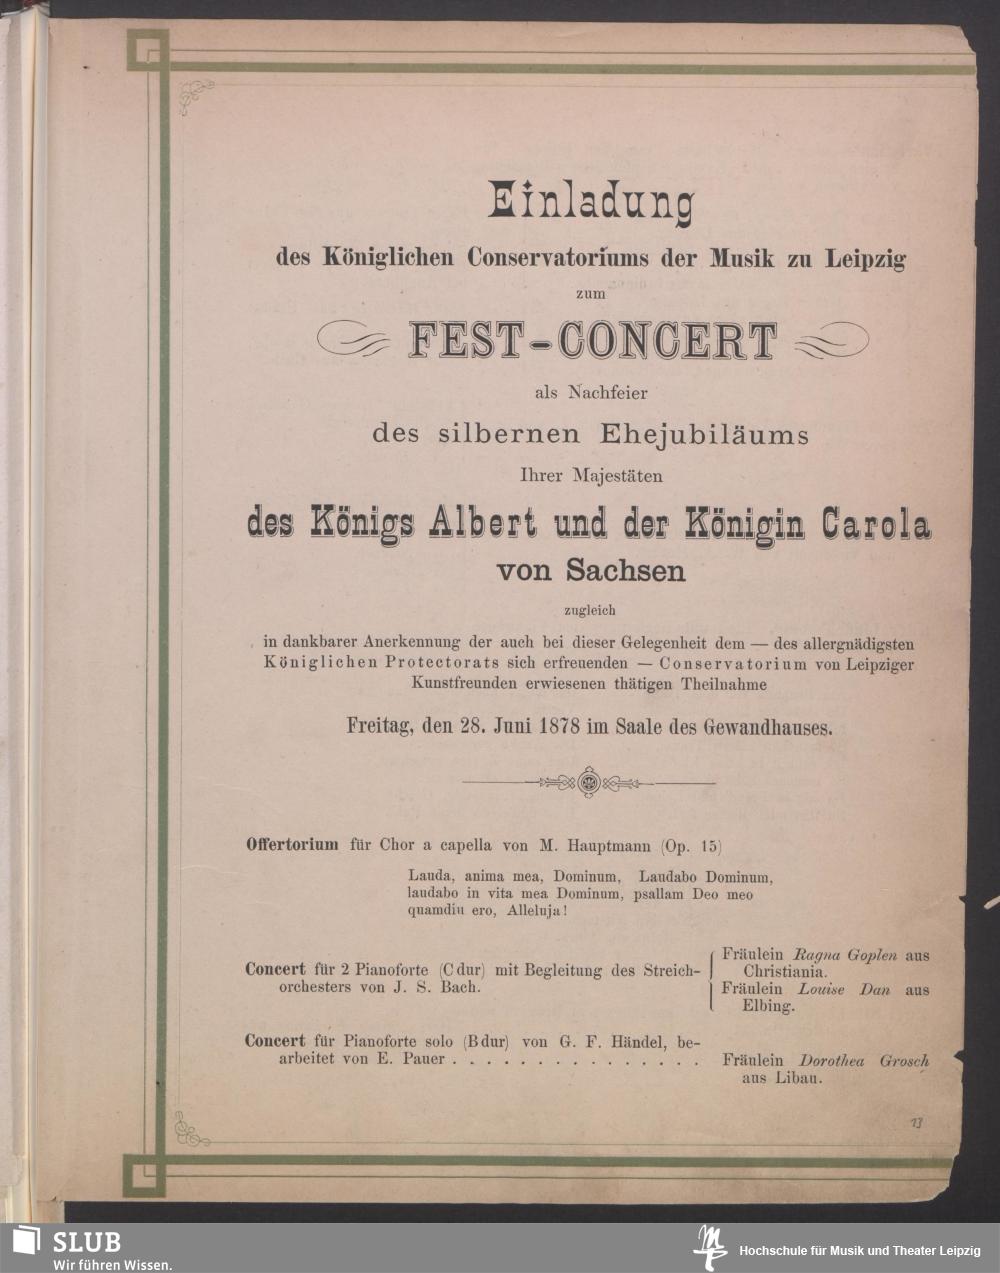 Einladung
des Königlichen Conservatoriums der Musik zu Leipzig
zum
FEST-CONCERT
als Nachfeier
des silbernen Ehejubiläums
Ihrer Majestäten
des Königs Albert und der Königin Carola
von Sachsen
zugleich
in dankbarer Anerkennung der auch bei dieser Gelegenheit dem — des allergnädigsten
Königlichen Protectorats sich erfreuenden — Conservatorium von Leipziger
Kunstfreunden erwiesenen thätigen Theilnahme
Freitag, den 28. Juni 1878 im Saale des Gewandhauses.
Offertorium für Chor a capella von M. Hauptmann (Op. 15)
Lauda, anima mea, Dominum, Laudabo Dominum,
laudabo in vita mea Dominum, psallam Deo meo
quamdiu ero, Alleluja!
Concert für 2 Pianoforte (C dur) mit Begleitung des Streich-
orchesters von J. S. Bach.
Fräulein Ragna Goplen aus
Christiania.
Fräulein Louise Dan aus
Elbing.
Concert für Pianoforte solo (B dur) von G. F. Händel, be-
arbeitet von E. Pauer . . . . . . . . . . . . . . . Fräulein Dorothea Grosch
aus Libau.
13
SLUB
Wir führen Wissen.
Hochschule für Musik und Theater Leipzig